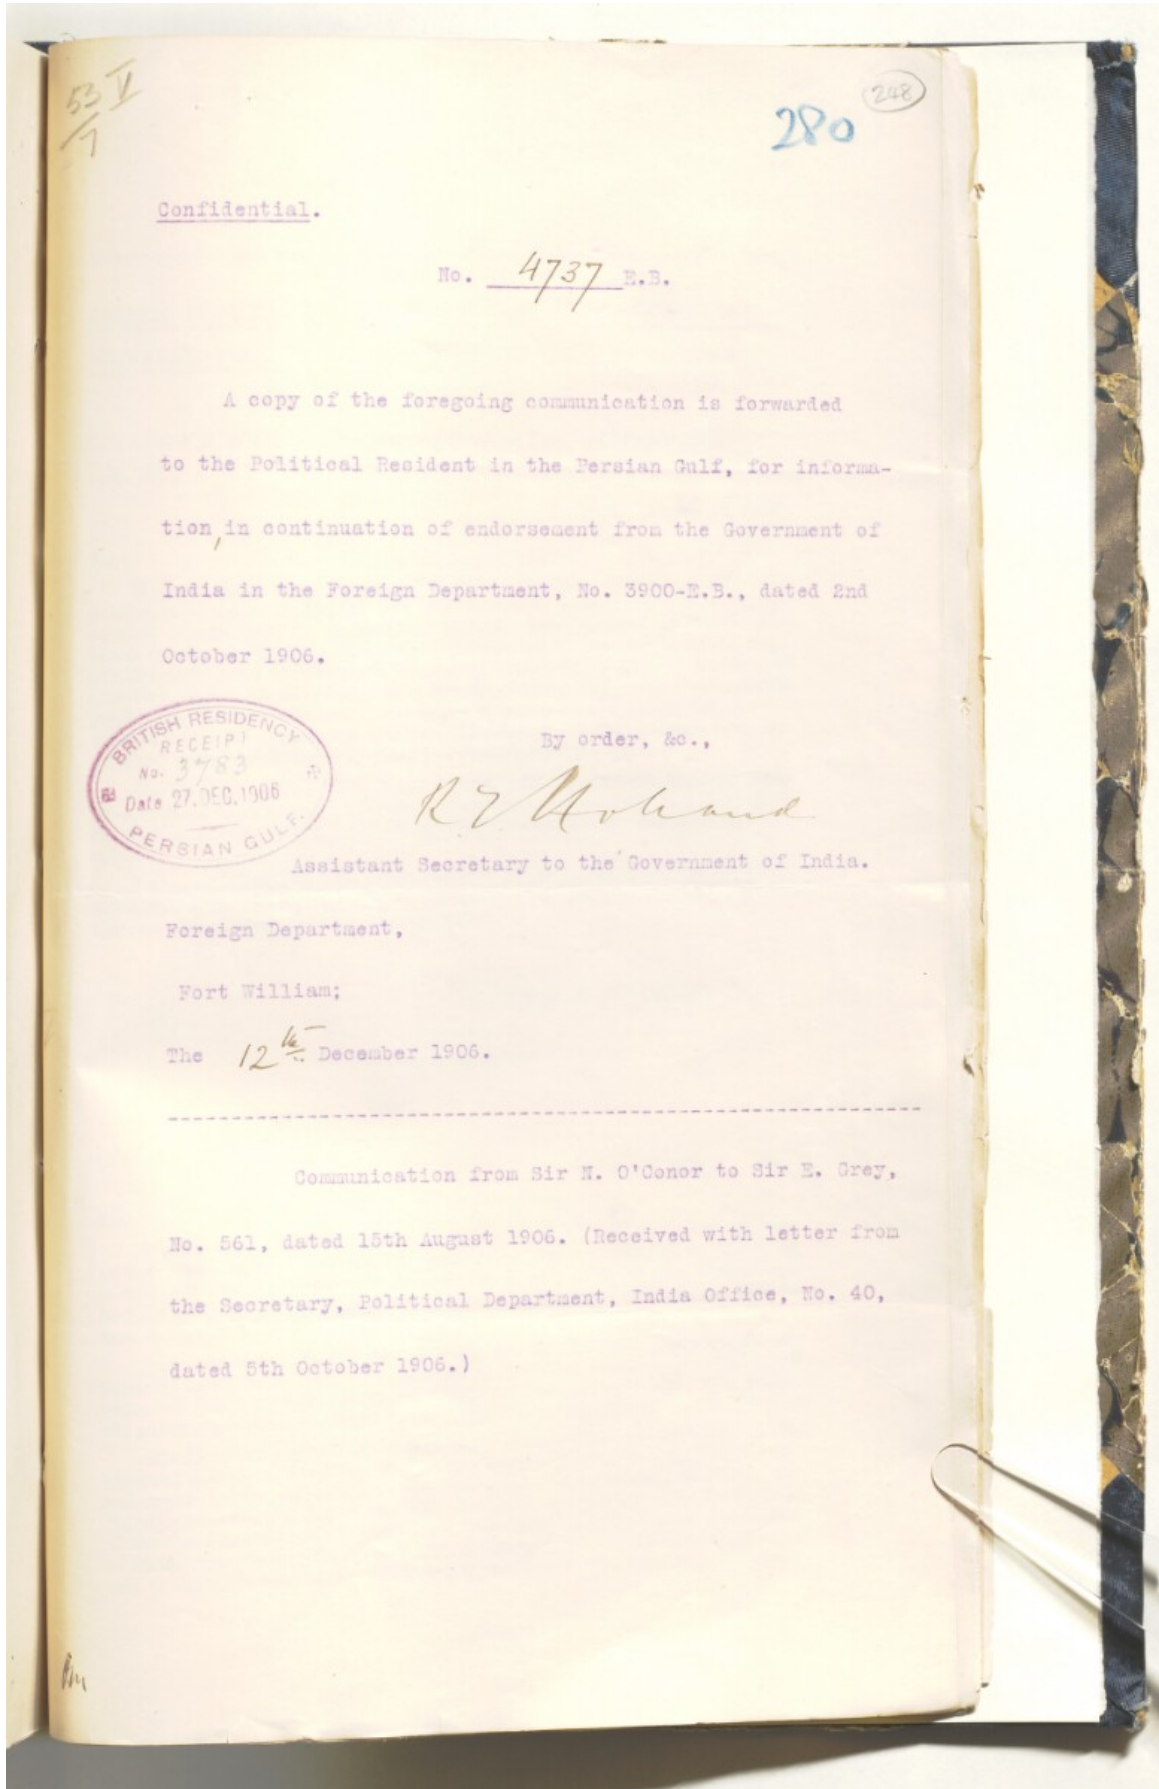 53 V
/7
248
280
Confidential.
No. 4737 E.B.
A copy of the foregoing communication is forwarded
to the Political Resident in the Persian Gulf, for informa-
tion, in continuation of endorsement from the Government of
India in the Foreign Department, No. 3900-E.B., dated 2nd
October 1906.
BRITISH RESIDENCY
RECEIPT
No. 3783
Date 27.DEC.1906
PERSIAN GULF.
By order, &c.,
R E Holland
Assistant Secretary to the Government of India.
Foreign Department,
Fort William;
The 12th December 1906.
Communication from Sir N. O'Conor to Sir E. Grey,
No. 561, dated 15th August 1906. (Received with letter from
the Secretary, Political Department, India Office, No. 40,
dated 5th October 1906.)